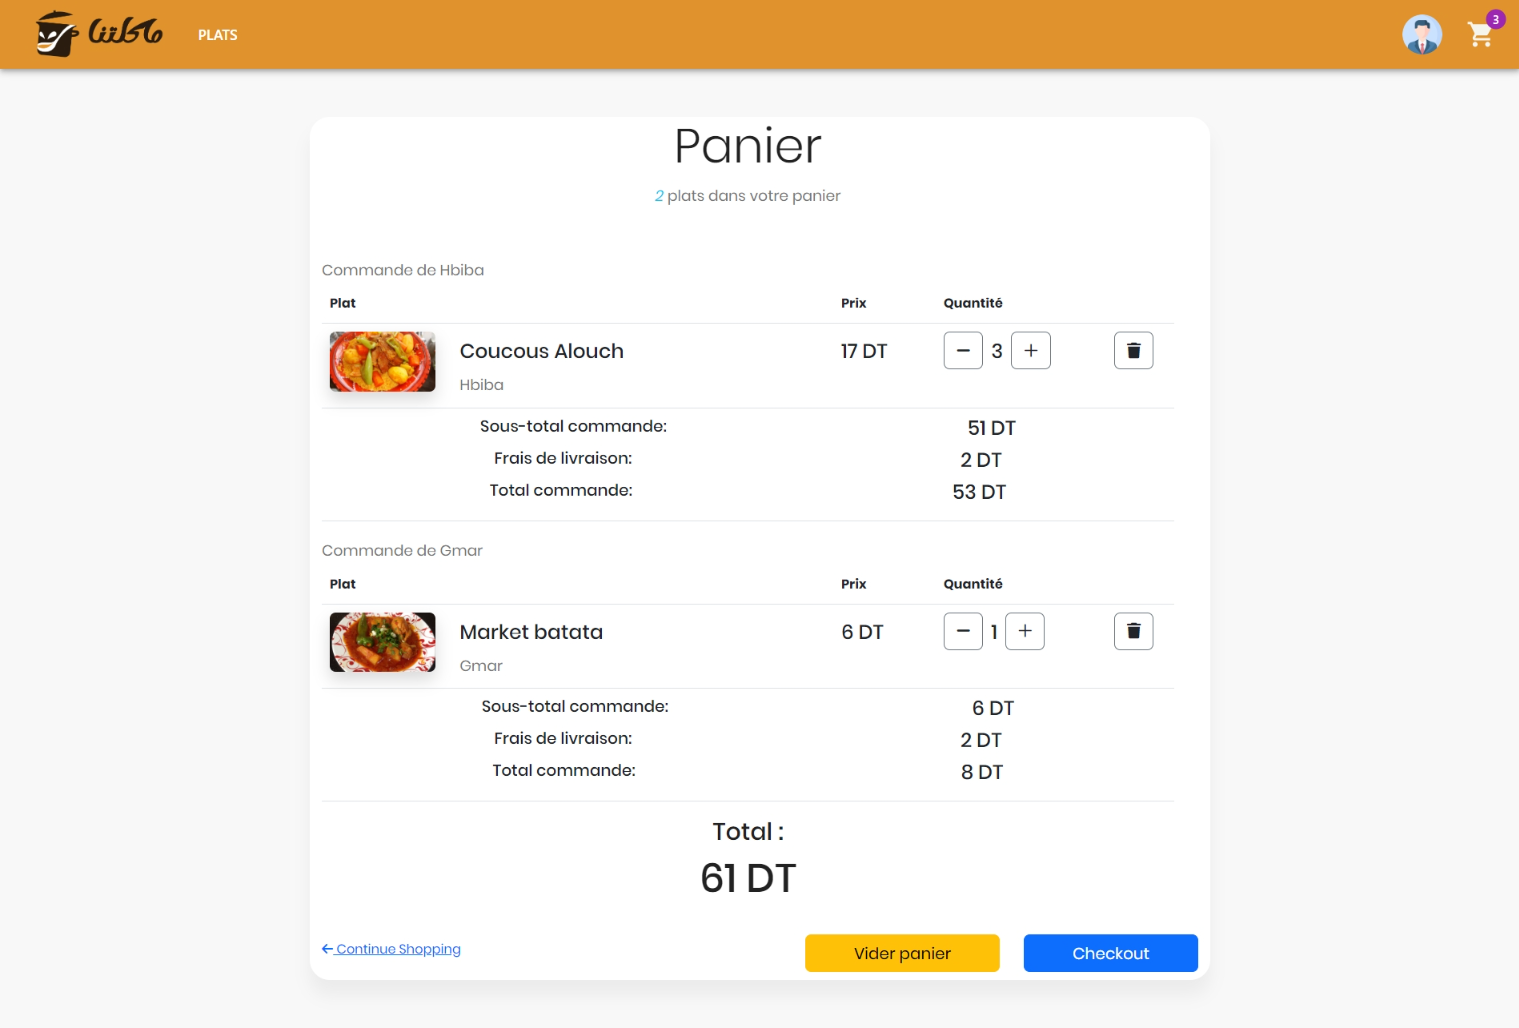 ماكلتنا PLATS 3
Panier
2 plats dans votre panier
Commande de Hbiba
Plat Prix Quantité
Coucous Alouch 17 DT 3
Hbiba
Sous-total commande: 51 DT
Frais de livraison: 2 DT
Total commande: 53 DT
Commande de Gmar
Plat Prix Quantité
Market batata 6 DT 1
Gmar
Sous-total commande: 6 DT
Frais de livraison: 2 DT
Total commande: 8 DT
Total :
61 DT
Continue Shopping Vider panier Checkout